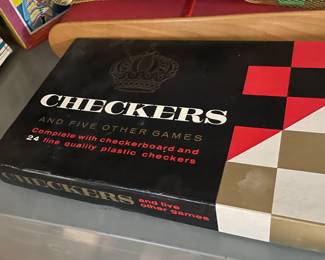 CHECKERS
AND FIVE OTHER GAMES
Complete with checkerboard and
24 fine quality plastic checkers
CHECKERS and five
other games